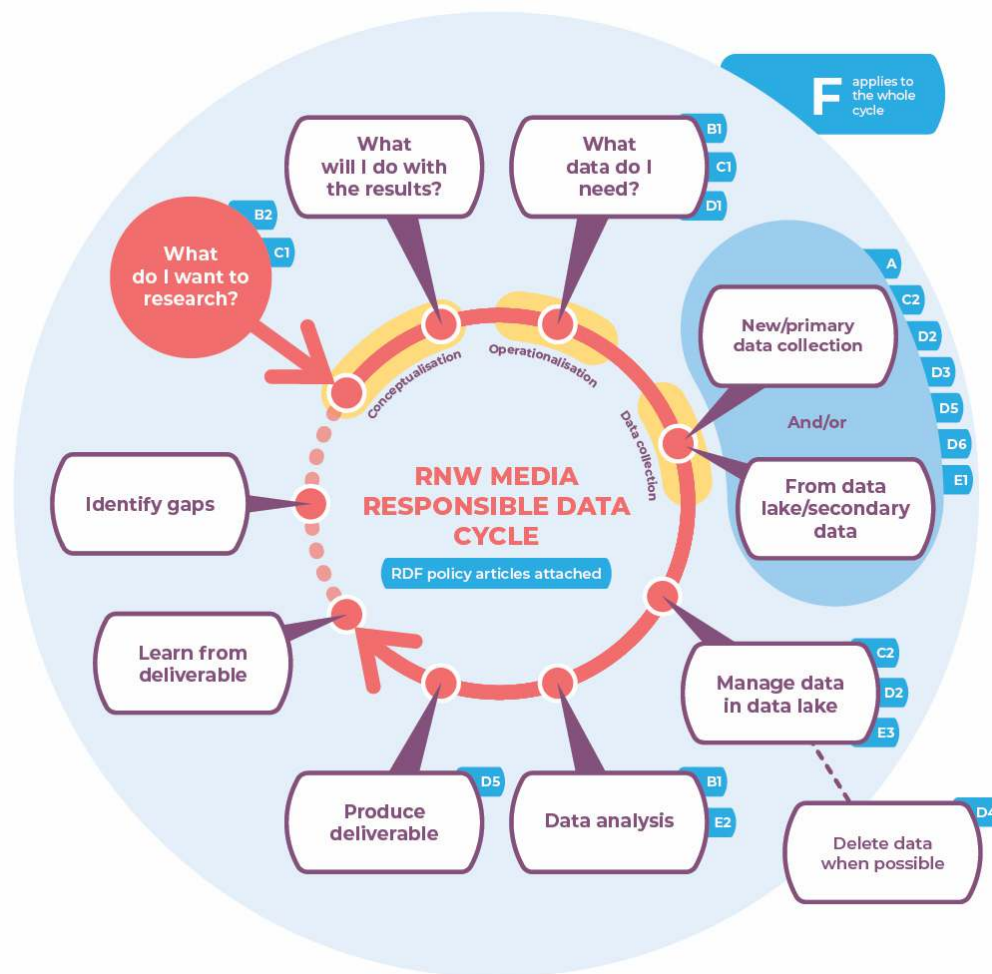 F
applies to
the whole
cycle
What
will I do with
the results?
What
data do I
need?
B1
C1
D1
B2
C1
What
do I want to
research?
Conceptualisation
Operationalisation
Data collection
A
C2
D2
D3
D5
D6
E1
New/primary
data collection
And/or
From data
lake/secondary
data
Identify gaps
RNW MEDIA
RESPONSIBLE DATA
CYCLE
RDF policy articles attached
Learn from
deliverable
Manage data
in data lake
C2
D2
E3
Produce
deliverable
D5
Data analysis
B1
E2
Delete data
when possible
D4